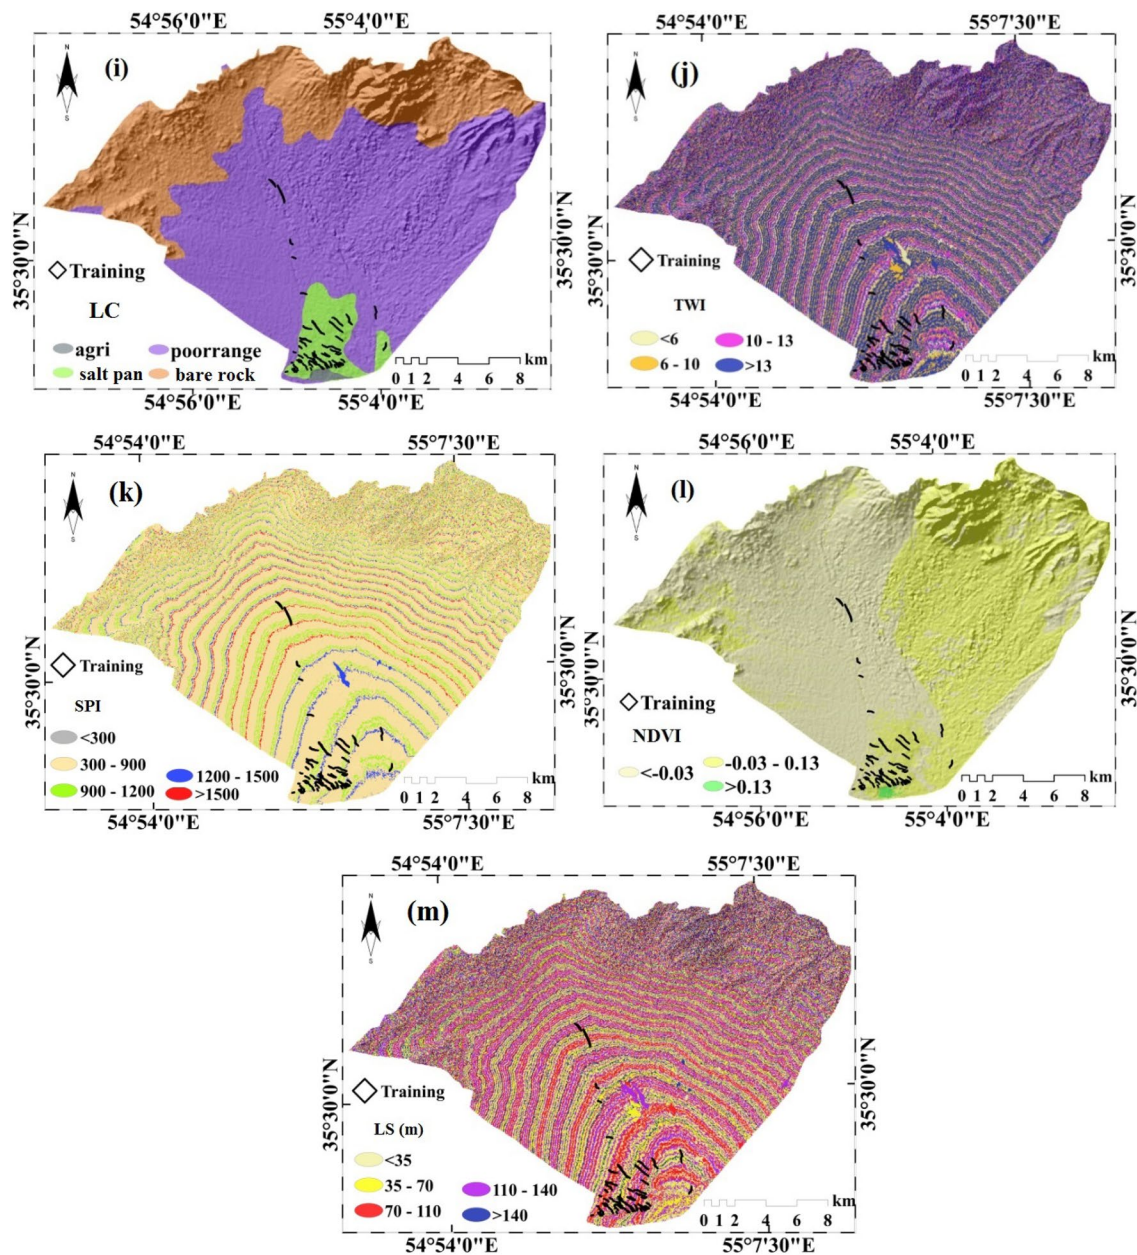 54°56'0"E 55°4'0"E
(i)
N
S
35°30'0"N 35°30'0"N
Training
LC
agri poorrange
salt pan bare rock
km
0 1 2 4 6 8
54°56'0"E 55°4'0"E
54°54'0"E 55°7'30"E
(j)
N
S
35°30'0"N 35°30'0"N
Training
TWI
<6 10 - 13
6 - 10 >13
km
0 1 2 4 6 8
54°54'0"E 55°7'30"E
54°54'0"E 55°7'30"E
(k)
N
S
35°30'0"N 35°30'0"N
Training
SPI
<300
300 - 900 1200 - 1500
900 - 1200 >1500
km
0 1 2 4 6 8
54°54'0"E 55°7'30"E
54°56'0"E 55°4'0"E
(l)
N
S
35°30'0"N 35°30'0"N
Training
NDVI
<-0.03 -0.03 - 0.13
>0.13
km
0 1 2 4 6 8
54°56'0"E 55°4'0"E
54°54'0"E 55°7'30"E
(m)
N
S
35°30'0"N 35°30'0"N
Training
LS (m)
<35
35 - 70 110 - 140
70 - 110 >140
km
0 1 2 4 6 8
54°54'0"E 55°7'30"E